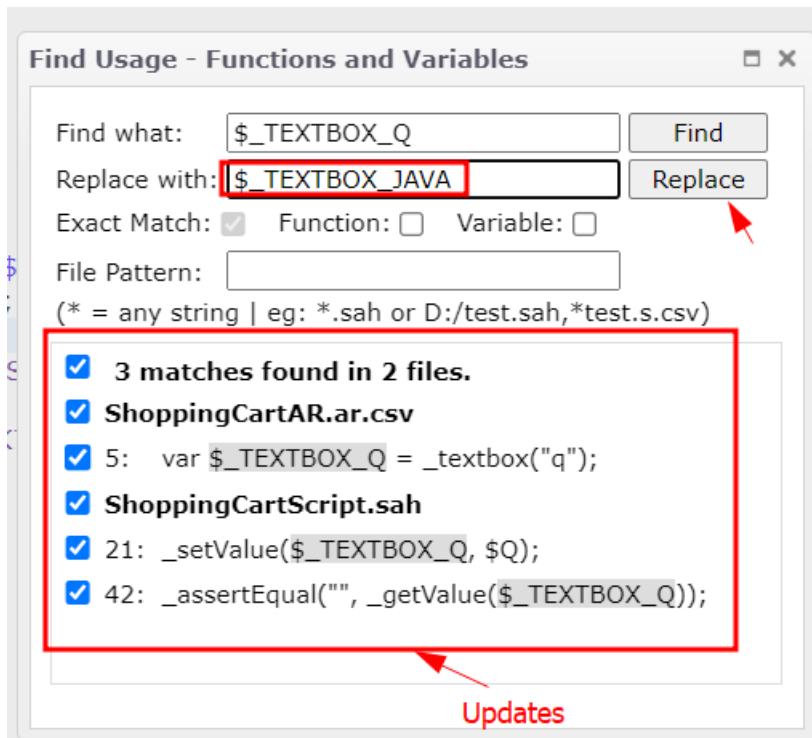 Find Usage - Functions and Variables
Find what: $_TEXTBOX_Q Find
Replace with: $_TEXTBOX_JAVA Replace
Exact Match: Function: Variable:
File Pattern:
(* = any string | eg: *.sah or D:/test.sah,*test.s.csv)
3 matches found in 2 files.
ShoppingCartAR.ar.csv
5: var $_TEXTBOX_Q = _textbox("q");
ShoppingCartScript.sah
21: _setValue($_TEXTBOX_Q, $Q);
42: _assertEqual("", _getValue($_TEXTBOX_Q));
Updates